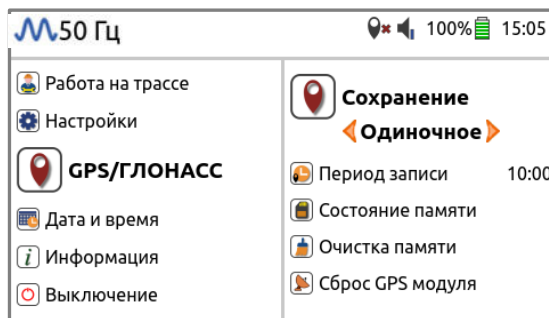 50 Гц 100% 15:05
Работа на трассе
Настройки
GPS/ГЛОНАСС
Дата и время
Информация
Выключение
Сохранение
Одиночное
Период записи 10:00
Состояние памяти
Очистка памяти
Сброс GPS модуля